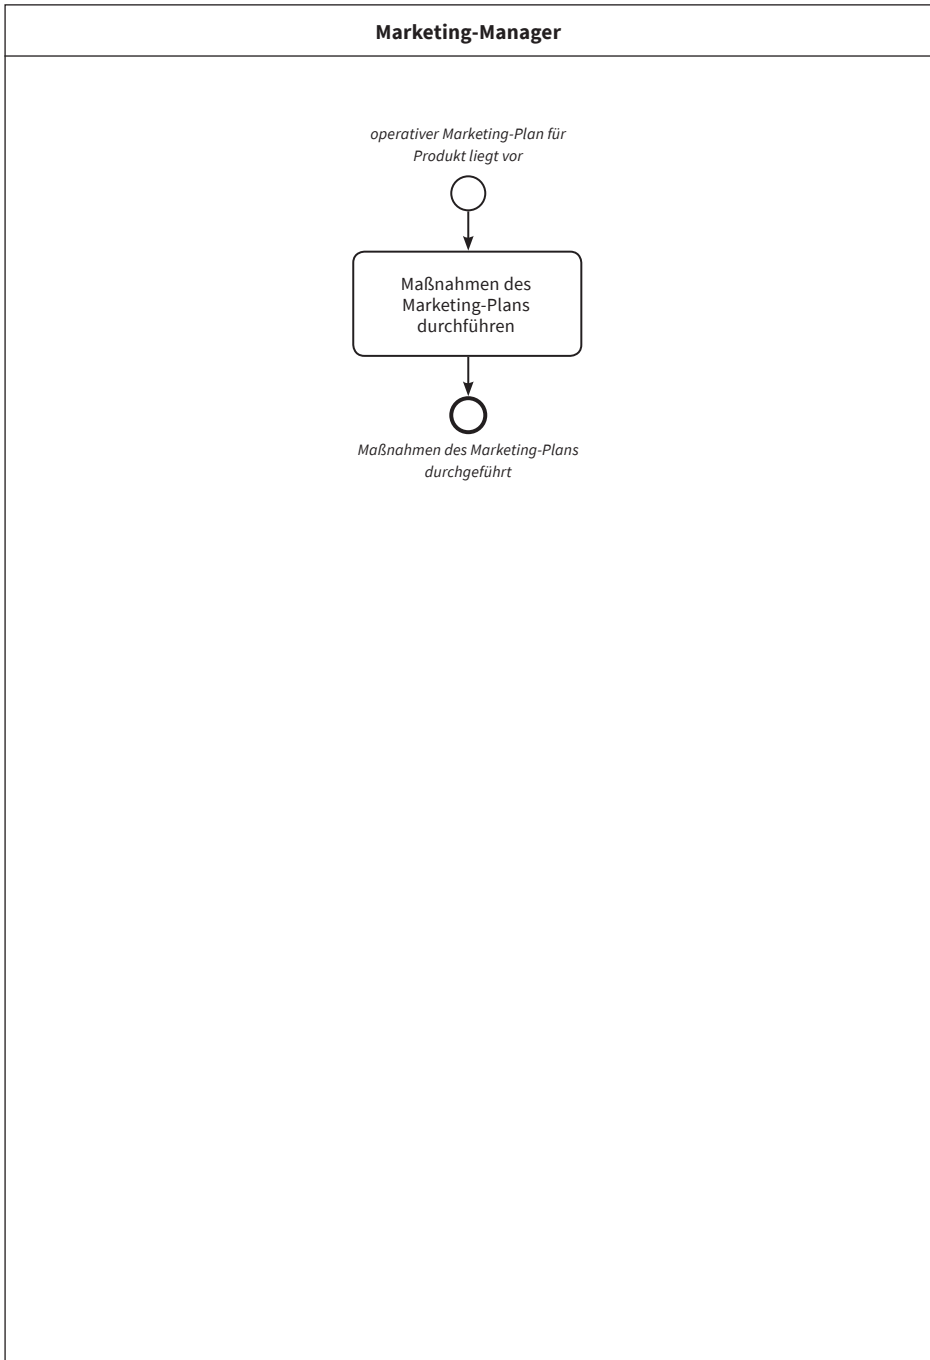 Marketing-Manager
operativer Marketing-Plan für
Produkt liegt vor
Maßnahmen des
Marketing-Plans
durchführen
Maßnahmen des Marketing-Plans
durchgeführt